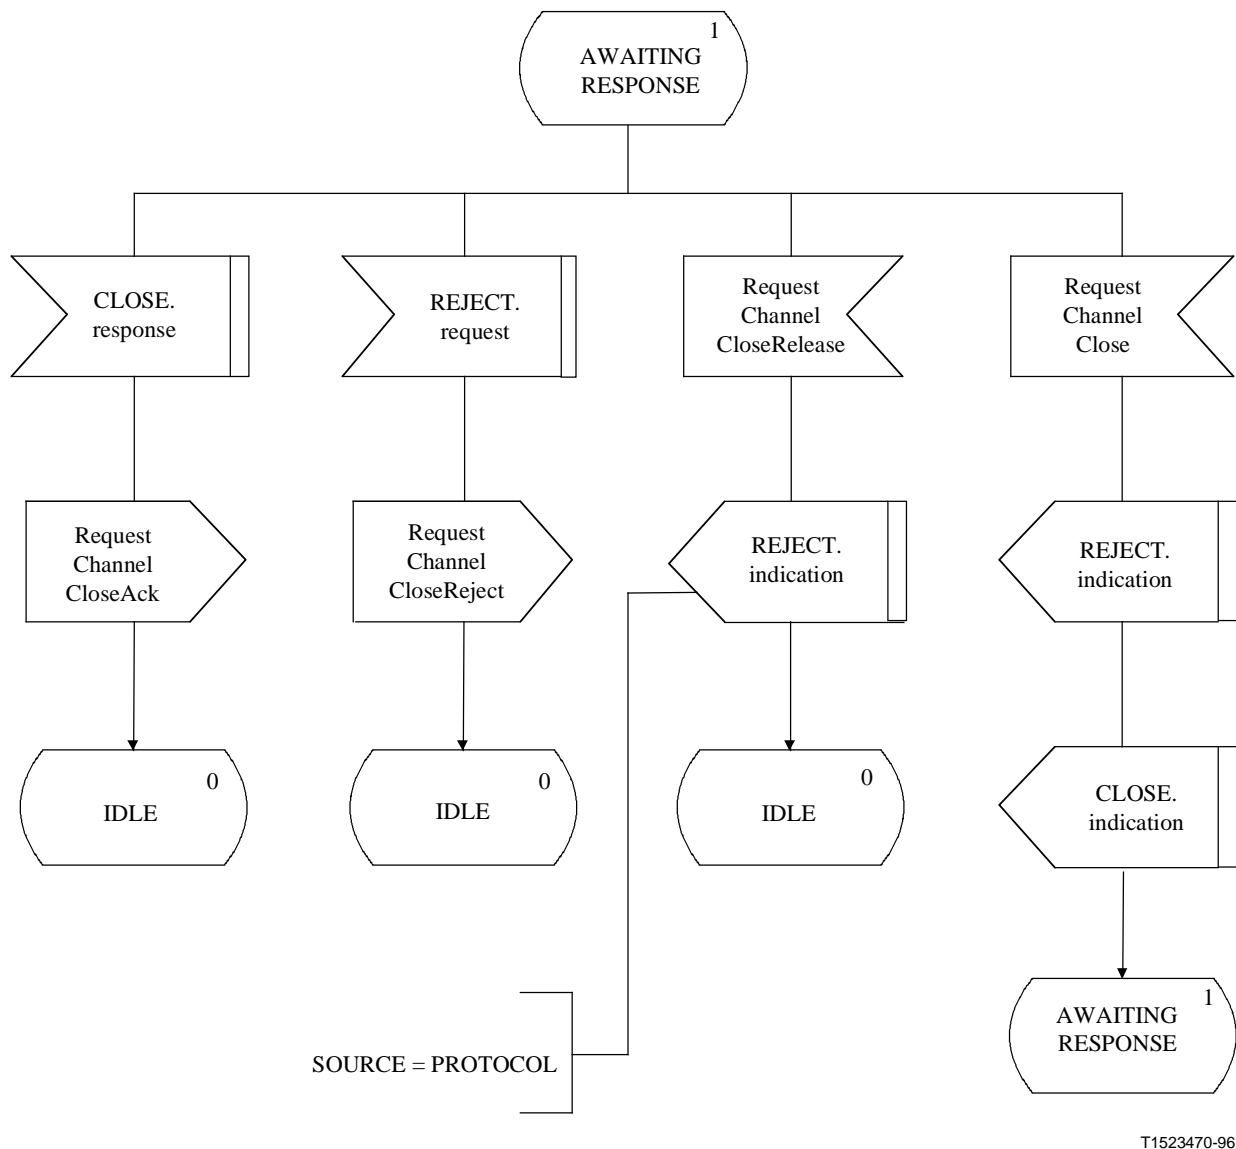 1
AWAITING
RESPONSE
CLOSE.
response
REJECT.
request
Request
Channel
CloseRelease
Request
Channel
Close
Request
Channel
CloseAck
Request
Channel
CloseReject
REJECT.
indication
REJECT.
indication
0
IDLE
0
IDLE
0
IDLE
CLOSE.
indication
SOURCE = PROTOCOL
1
AWAITING
RESPONSE
T1523470-96